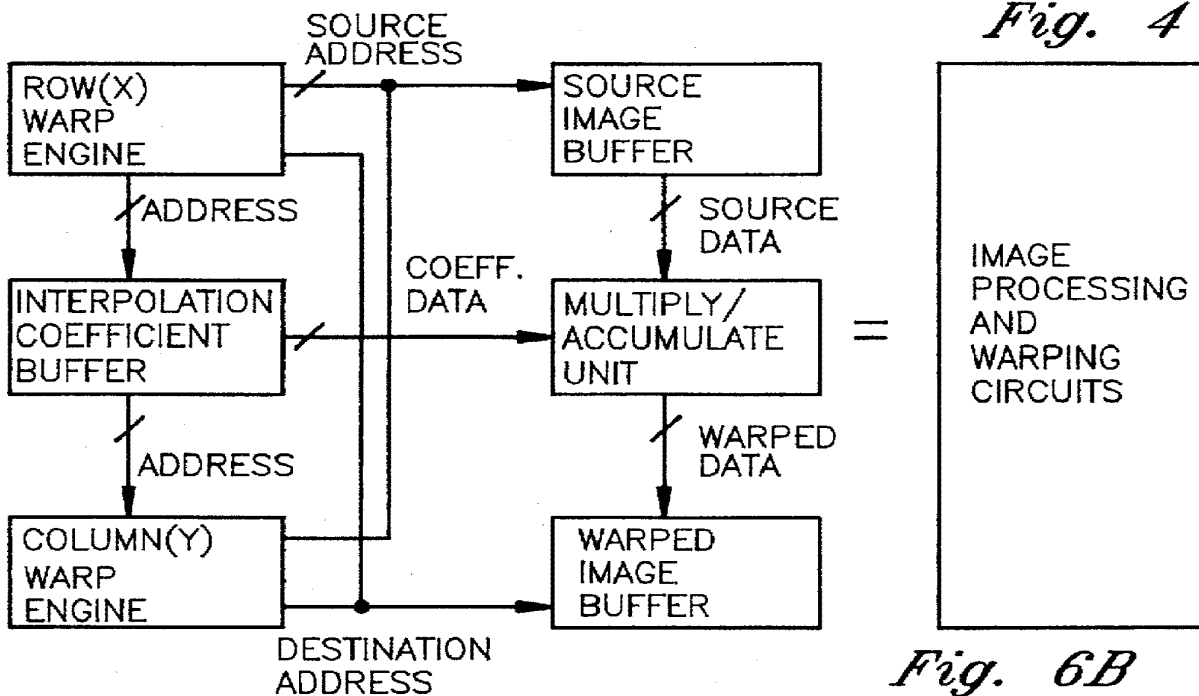 Fig. 4
SOURCE
ADDRESS
ROW(X)
WARP
ENGINE
SOURCE
IMAGE
BUFFER
ADDRESS
SOURCE
DATA
INTERPOLATION
COEFFICIENT
BUFFER
COEFF.
DATA
MULTIPLY/
ACCUMULATE
UNIT
=
IMAGE
PROCESSING
AND
WARPING
CIRCUITS
ADDRESS
WARPED
DATA
COLUMN(Y)
WARP
ENGINE
WARPED
IMAGE
BUFFER
DESTINATION
ADDRESS
Fig. 6B